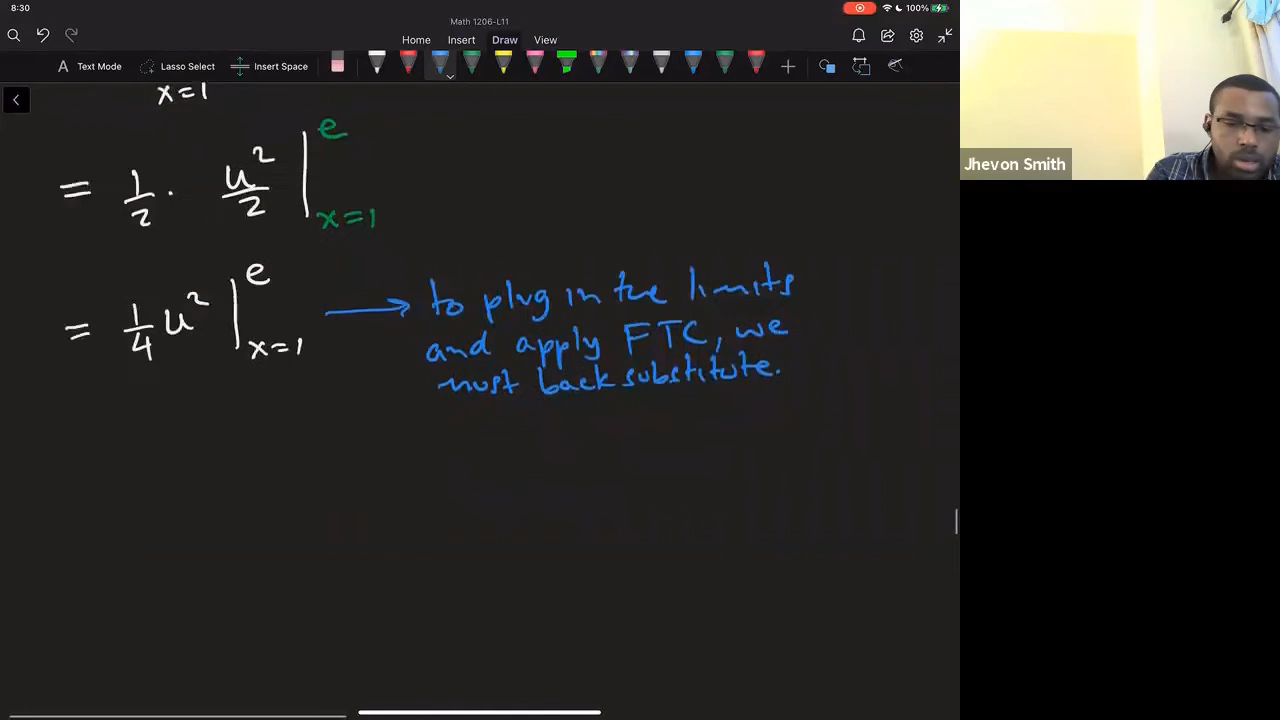 8:30
100%
Math 1206-L11
Home Insert Draw View
Text Mode Lasso Select Insert Space
x=1
= 1/2 · u²/2 |ₓ₌₁ᵉ
= 1/4 u² |ₓ₌₁ᵉ → to plug in the limits
and apply FTC, we
must back substitute.
Jhevon Smith